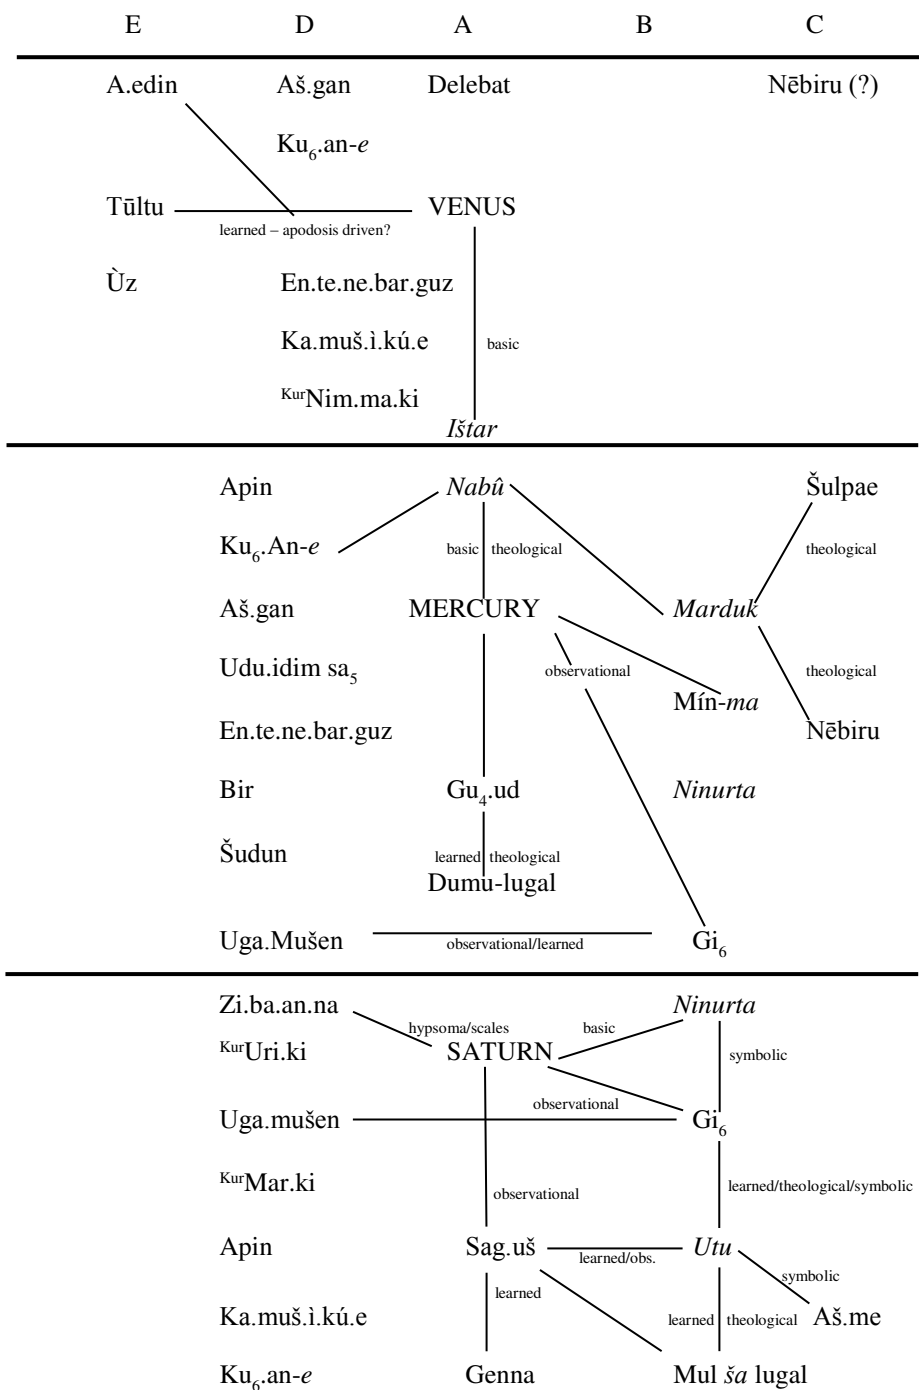 E D A B C
A.edin Aš.gan Delebat Nēbiru (?)
Ku₆.an-e
Tūltu VENUS
learned – apodosis driven?
Ùz En.te.ne.bar.guz
Ka.muš.ì.kú.e basic
KurNim.ma.ki
Ištar
Apin Nabû Šulpae
Ku₆.An-e basic theological theological
Aš.gan MERCURY Marduk
Udu.idim sa₅ observational theological
Mín-ma
En.te.ne.bar.guz Nēbiru
Bir Gu₄.ud Ninurta
Šudun learned theological
Dumu-lugal
Uga.Mušen observational/learned Gi₆
Zi.ba.an.na Ninurta
hypsoma/scales basic
KurUri.ki SATURN symbolic
observational
Uga.mušen Gi₆
KurMar.ki learned/theological/symbolic
observational
Apin Sag.uš learned/obs. Utu
symbolic
learned
Ka.muš.ì.kú.e learned theological Aš.me
Ku₆.an-e Genna Mul ša lugal